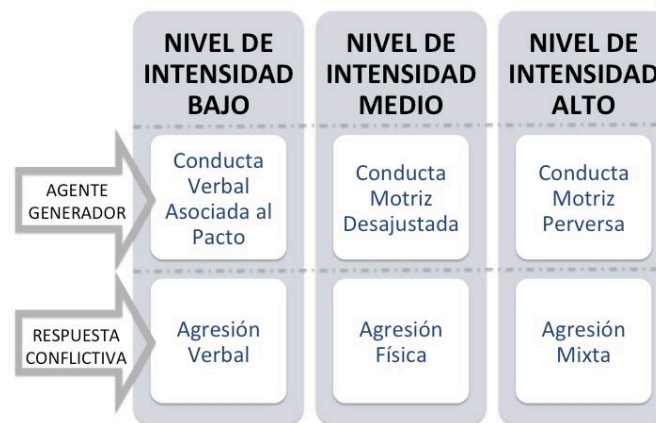 NIVEL DE
INTENSIDAD
BAJO
NIVEL DE
INTENSIDAD
MEDIO
NIVEL DE
INTENSIDAD
ALTO
AGENTE
GENERADOR
Conducta
Verbal
Asociada al
Pacto
Conducta
Motriz
Desajustada
Conducta
Motriz
Perversa
RESPUESTA
CONFLICTIVA
Agresión
Verbal
Agresión
Física
Agresión
Mixta